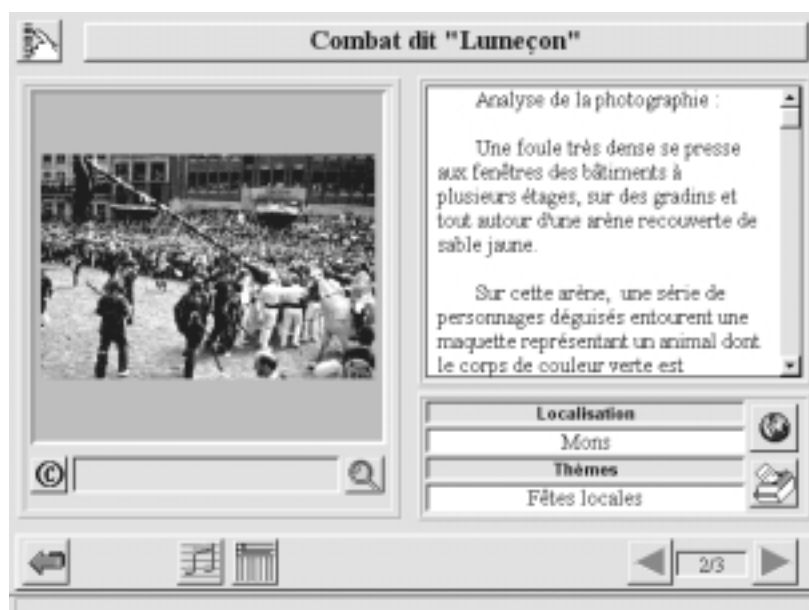 Combat dit "Lumeçon"
Analyse de la photographie :
Une foule très dense se presse
aux fenêtres des bâtiments à
plusieurs étages, sur des gradins et
tout autour d'une arène recouverte de
sable jaune.
Sur cette arène, une série de
personnages déguisés entourent une
maquette représentant un animal dont
le corps de couleur verte est
Localisation
Mons
Thèmes
Fêtes locales
©
2/3